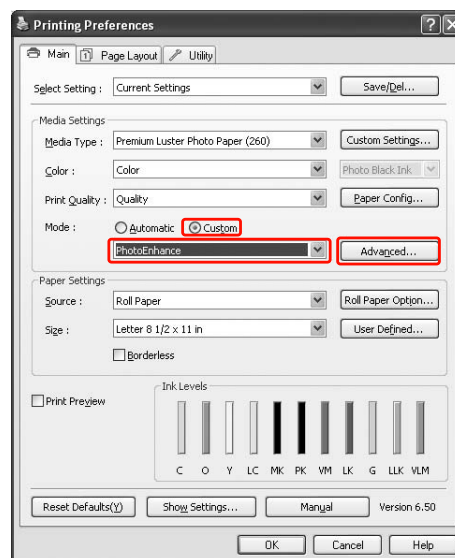 Printing Preferences
Main Page Layout Utility
Select Setting : Current Settings Save/Del...
Media Settings
Media Type : Premium Luster Photo Paper (260) Custom Settings...
Color : Color Photo Black Ink
Print Quality : Quality Paper Config...
Mode : Automatic Custom
PhotoEnhance Advanced...
Paper Settings
Source : Roll Paper Roll Paper Option...
Size : Letter 8 1/2 x 11 in User Defined...
Borderless
Print Preview Ink Levels
C O Y LC MK PK VM LK G LLK VLM
Reset Defaults(Y) Show Settings... Manual Version 6.50
OK Cancel Help